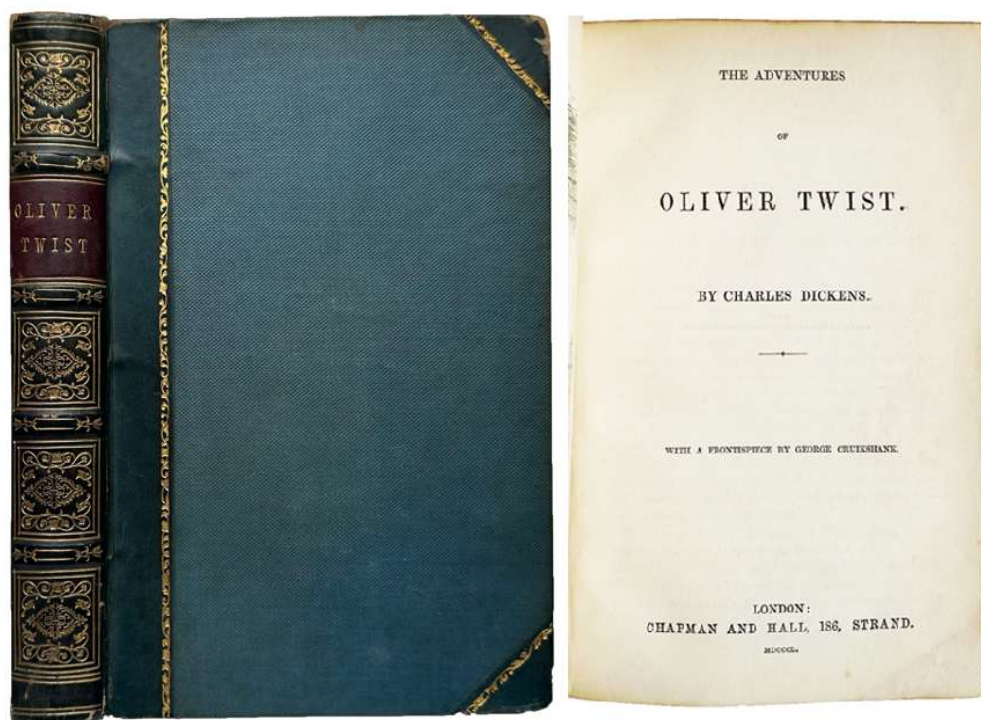 OLIVER
TWIST
THE ADVENTURES
OF
OLIVER TWIST.
BY CHARLES DICKENS.
WITH A FRONTISPIECE BY GEORGE CRUIKSHANK.
LONDON:
CHAPMAN AND HALL, 186, STRAND.
MDCCCL.